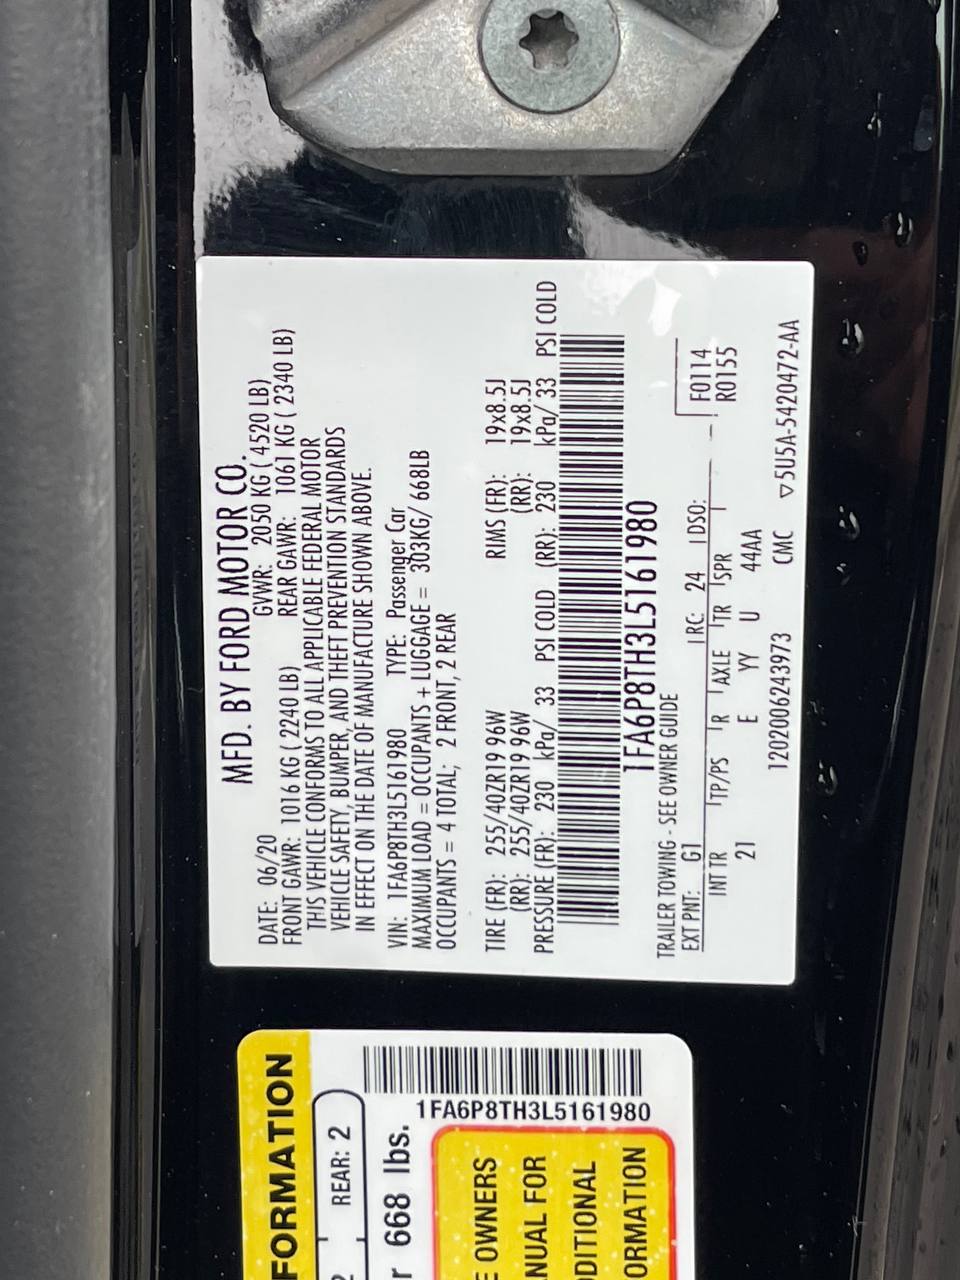 MFD. BY FORD MOTOR CO.
DATE: 06/20 GVWR: 2050 KG ( 4520 LB)
FRONT GAWR: 1016 KG ( 2240 LB) REAR GAWR: 1061 KG ( 2340 LB)
THIS VEHICLE CONFORMS TO ALL APPLICABLE FEDERAL MOTOR
VEHICLE SAFETY, BUMPER, AND THEFT PREVENTION STANDARDS
IN EFFECT ON THE DATE OF MANUFACTURE SHOWN ABOVE.
VIN: 1FA6P8TH3L5161980 TYPE: Passenger Car
MAXIMUM LOAD = OCCUPANTS + LUGGAGE = 303KG/ 668LB
OCCUPANTS = 4 TOTAL; 2 FRONT, 2 REAR
TIRE (FR): 255/40ZR19 96W RIMS (FR): 19x8.5J
(RR): 255/40ZR19 96W (RR): 19x8.5J
PRESSURE (FR): 230 kPa/ 33 PSI COLD (RR): 230 kPa/ 33 PSI COLD
1FA6P8TH3L5161980
TRAILER TOWING - SEE OWNER GUIDE
EXT PNT: G1 RC: 24 DSO: F0114
INT TR TP/PS R AXLE TR SPR R0155
21 E YY U 44AA
1202006243973 CMC ▽5U5A-5420472-AA
FORMATION
REAR: 2
r 668 lbs.
1FA6P8TH3L5161980
E OWNERS
ANUAL FOR
DDITIONAL
ORMATION